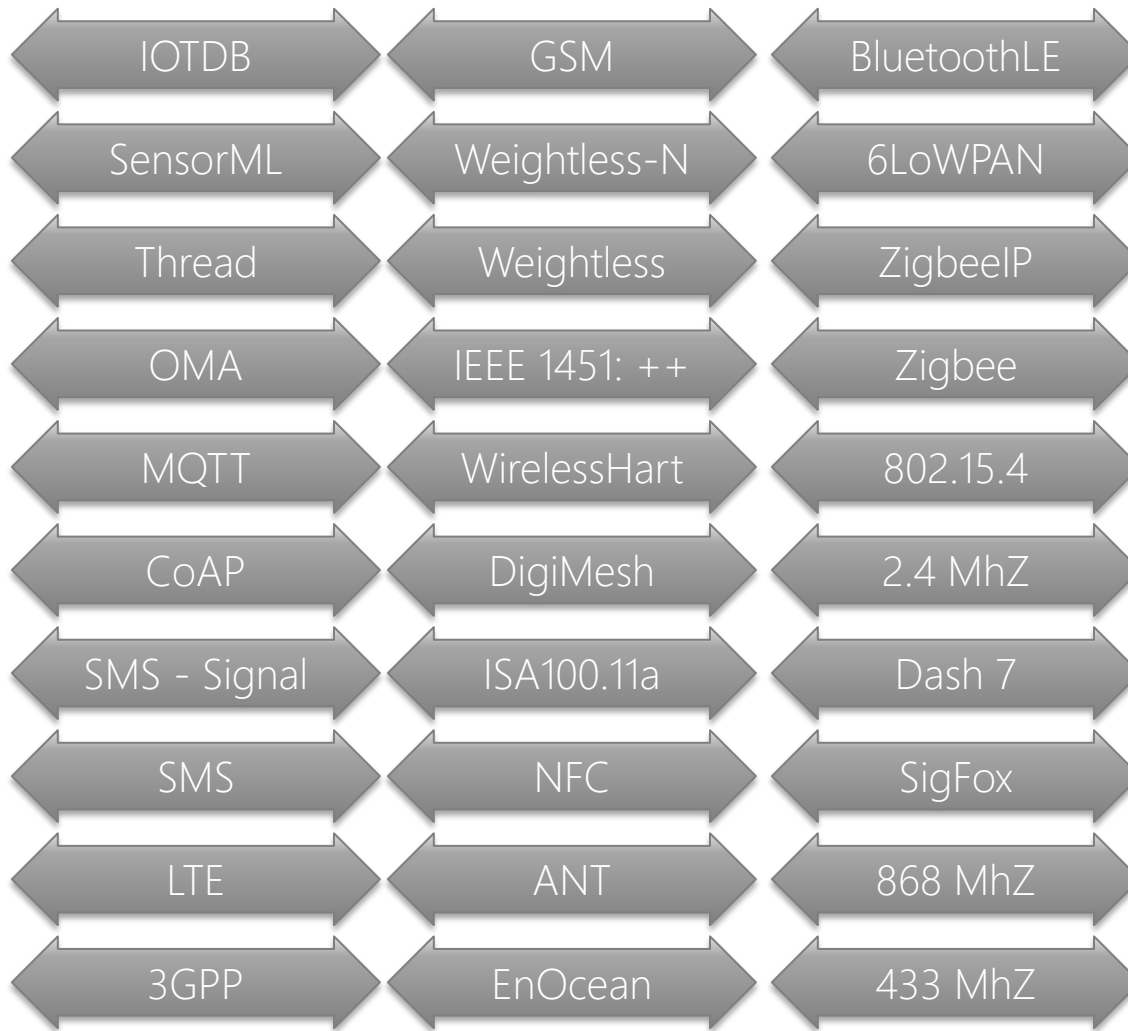 IOTDB
GSM
BluetoothLE
SensorML
Weightless-N
6LoWPAN
Thread
Weightless
ZigbeeIP
OMA
IEEE 1451: ++
Zigbee
MQTT
WirelessHart
802.15.4
CoAP
DigiMesh
2.4 MhZ
SMS - Signal
ISA100.11a
Dash 7
SMS
NFC
SigFox
LTE
ANT
868 MhZ
3GPP
EnOcean
433 MhZ